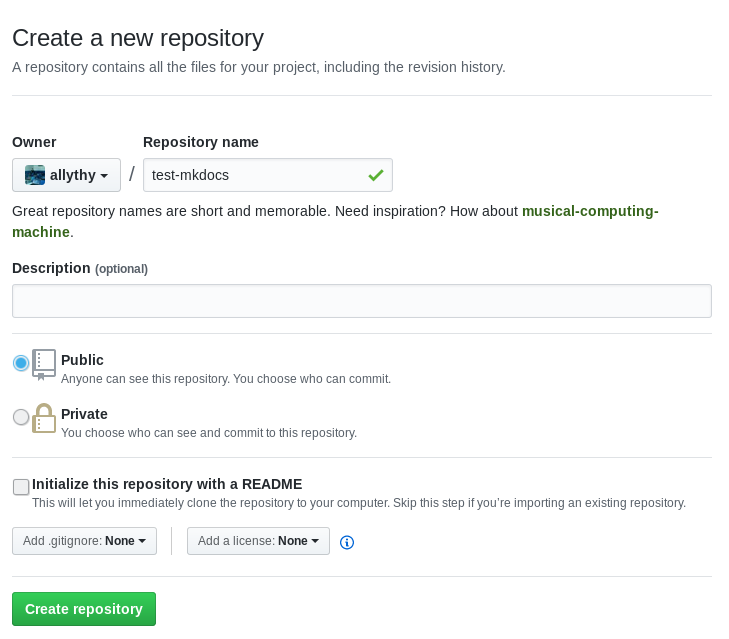 Create a new repository
A repository contains all the files for your project, including the revision history.
Owner
Repository name
allythy / test-mkdocs
Great repository names are short and memorable. Need inspiration? How about musical-computing-
machine.
Description (optional)
Public
Anyone can see this repository. You choose who can commit.
Private
You choose who can see and commit to this repository.
Initialize this repository with a README
This will let you immediately clone the repository to your computer. Skip this step if you’re importing an existing repository.
Add .gitignore: None
Add a license: None
Create repository